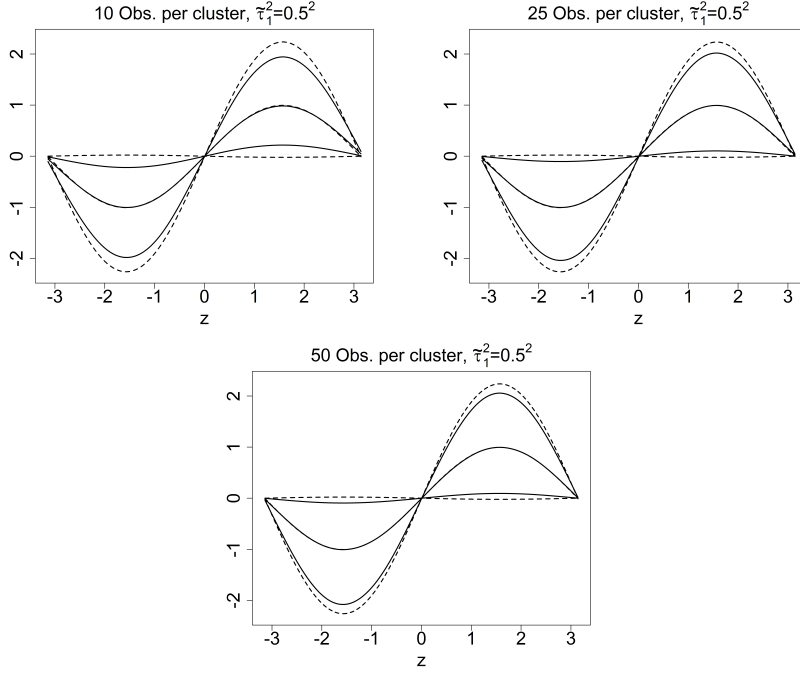 10 Obs. per cluster, τ̃₁²=0.5²
2
1
0
-1
-2
-3 -2 -1 0 1 2 3
z
25 Obs. per cluster, τ̃₁²=0.5²
2
1
0
-1
-2
-3 -2 -1 0 1 2 3
z
50 Obs. per cluster, τ̃₁²=0.5²
2
1
0
-1
-2
-3 -2 -1 0 1 2 3
z